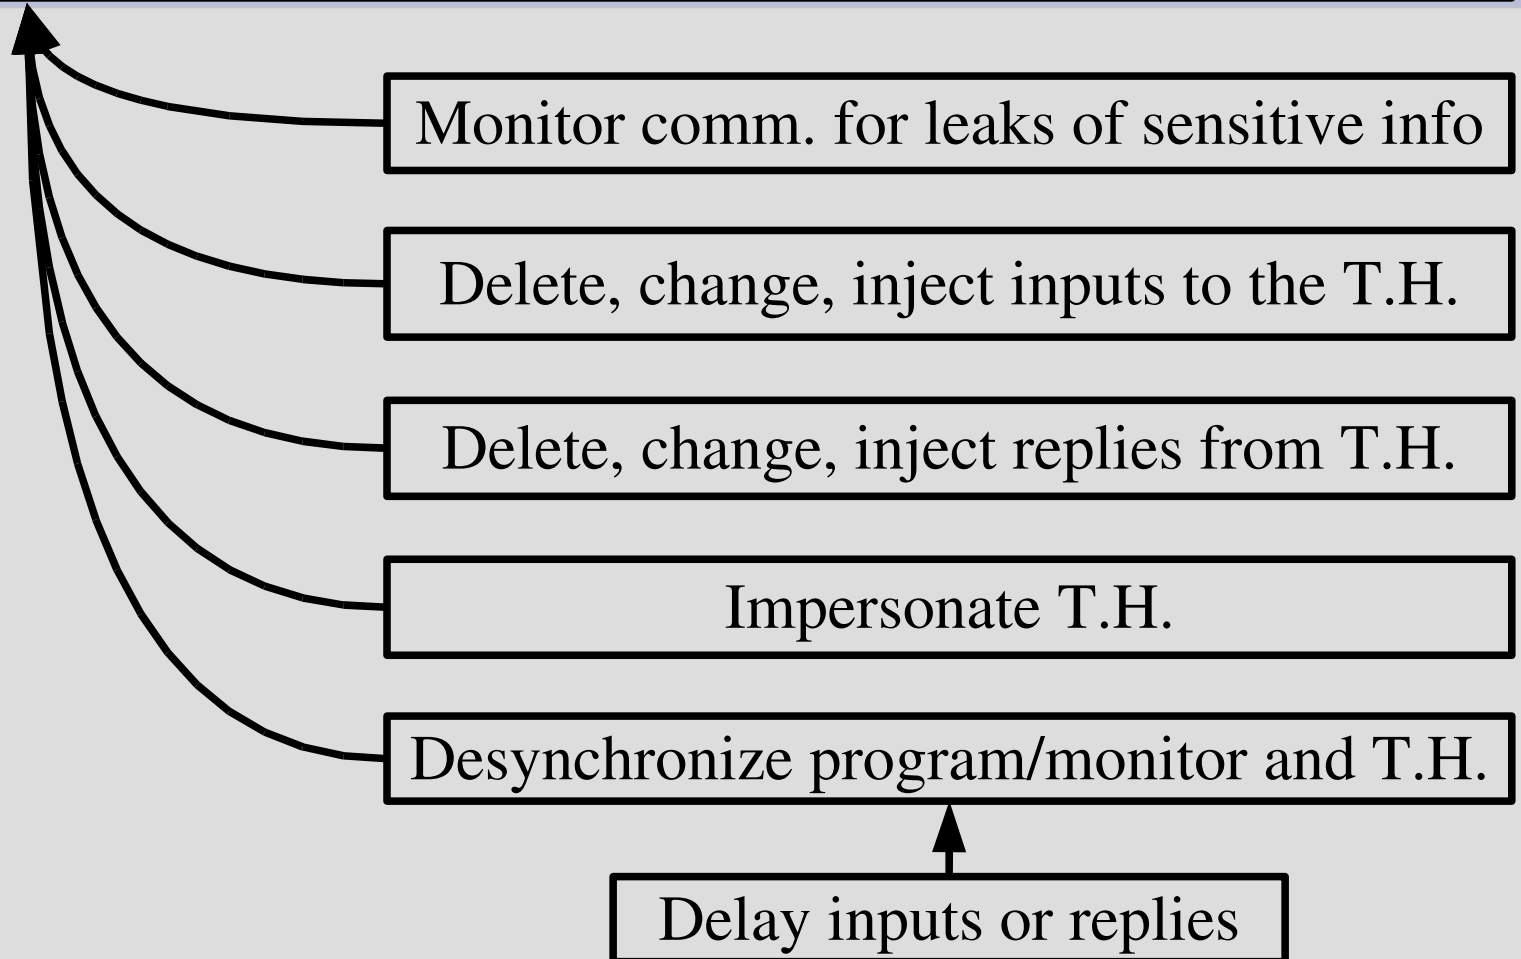 Monitor comm. for leaks of sensitive info
Delete, change, inject inputs to the T.H.
Delete, change, inject replies from T.H.
Impersonate T.H.
Desynchronize program/monitor and T.H.
Delay inputs or replies